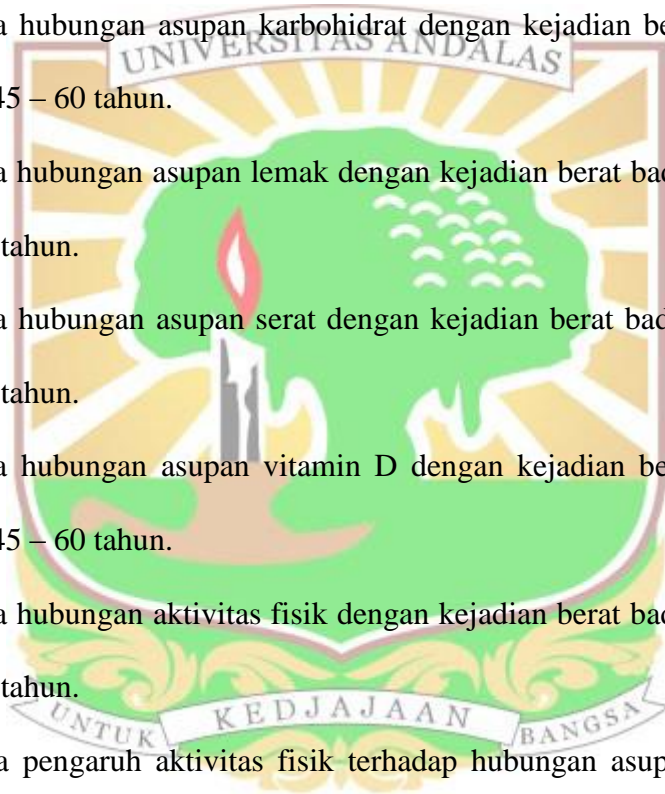 a hubungan asupan karbohidrat dengan kejadian be
UNIVERSITAS ANDALAS
45 – 60 tahun.
a hubungan asupan lemak dengan kejadian berat bad
tahun.
a hubungan asupan serat dengan kejadian berat bad
tahun.
a hubungan asupan vitamin D dengan kejadian be
45 – 60 tahun.
a hubungan aktivitas fisik dengan kejadian berat bad
tahun.
UNTUK KEDJAJAAN BANGSA
a pengaruh aktivitas fisik terhadap hubungan asup